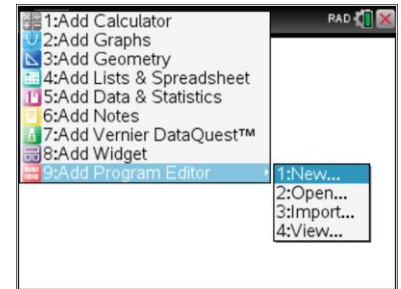 1:Add Calculator
RAD
2:Add Graphs
3:Add Geometry
4:Add Lists & Spreadsheet
5:Add Data & Statistics
6:Add Notes
7:Add Vernier DataQuest™
8:Add Widget
9:Add Program Editor
1:New...
2:Open...
3:Import...
4:View...